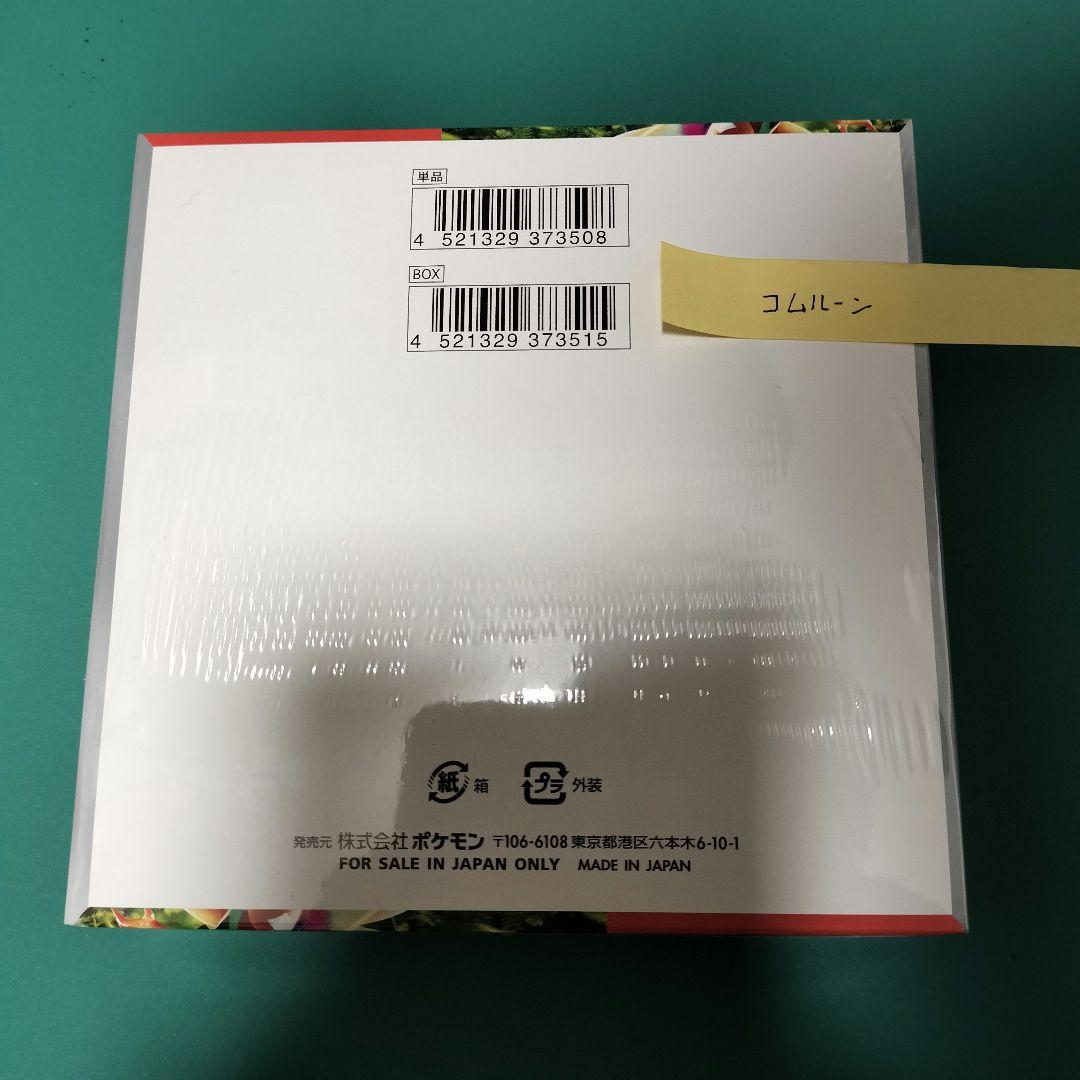 単品
4 521329 373508
BOX
4 521329 373515
コムルーン
紙 箱 プラ 外装
発売元 株式会社 ポケモン 〒106-6108 東京都港区六本木6-10-1
FOR SALE IN JAPAN ONLY MADE IN JAPAN